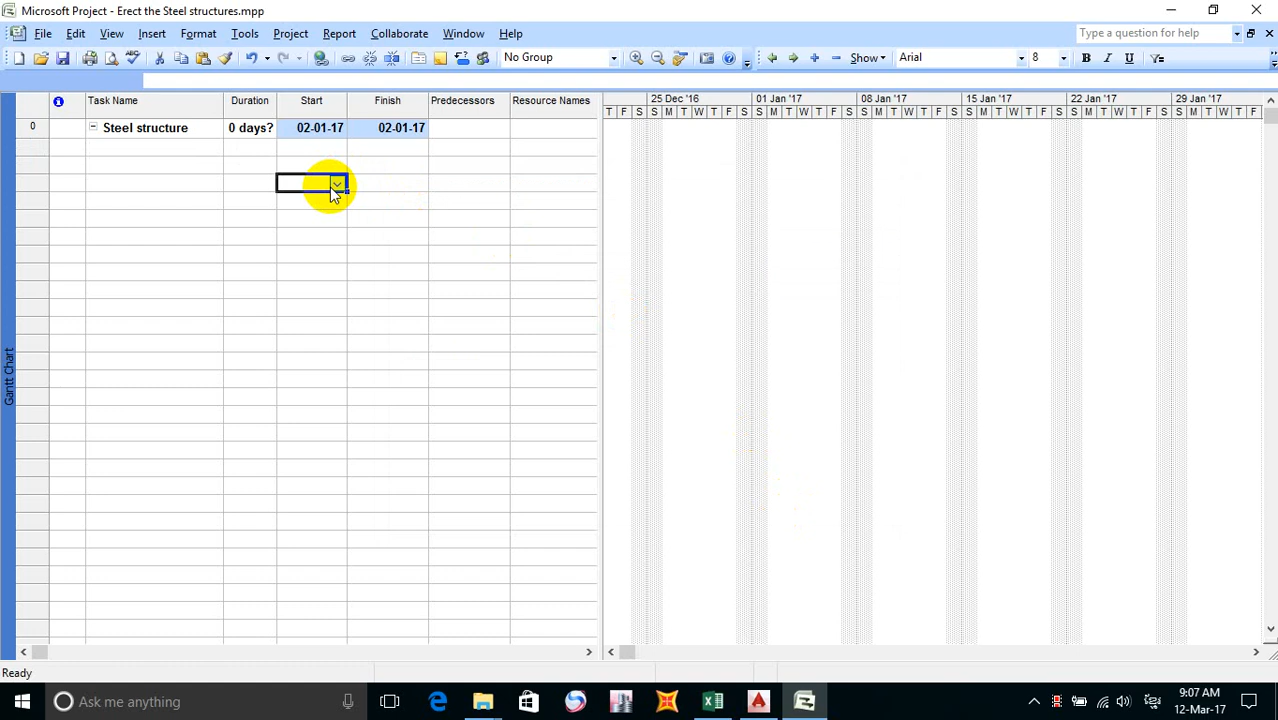 Microsoft Project - Erect the Steel structures.mpp
File Edit View Insert Format Tools Project Report Collaborate Window Help
Type a question for help
No Group
Show
Arial
8
B I U
Task Name Duration Start Finish Predecessors Resource Names
25 Dec '16 01 Jan '17 08 Jan '17 15 Jan '17 22 Jan '17 29 Jan '17
T F S S M T W T F S S M T W T F S S M T W T F S S M T W T F S S M T W T F S S M T W T F
0 Steel structure 0 days? 02-01-17 02-01-17
Gantt Chart
Ready
Ask me anything
9:07 AM
12-Mar-17